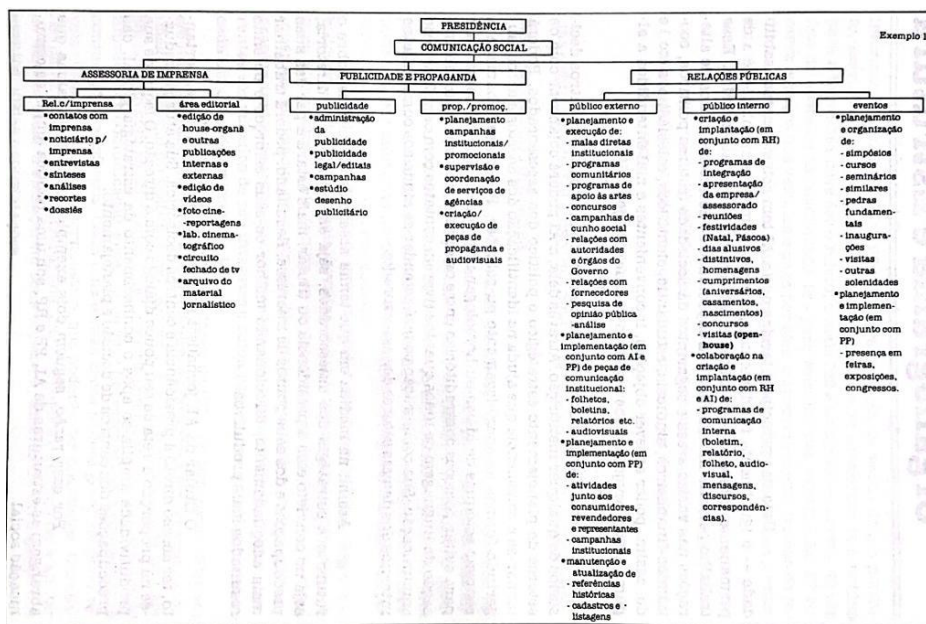 Exemplo 1
PRESIDÊNCIA
COMUNICAÇÃO SOCIAL
ASSESSORIA DE IMPRENSA
PUBLICIDADE E PROPAGANDA
RELAÇÕES PÚBLICAS
Rel.c/imprensa
•contatos com
imprensa
•noticiário p/
imprensa
•entrevistas
•sínteses
•análises
•recortes
•dossiês
área editorial
•edição de
house-organs
e outras
publicações
internas e
externas
•edição de
vídeos
•foto cine-
-reportagens
•lab. cinema-
tográfico
•circuito
fechado de tv
•arquivo do
material
jornalístico
publicidade
•administração
da
publicidade
•publicidade
legal/editais
•campanhas
•estúdio
desenho
publicitário
prop./promoç.
•planejamento
campanhas
institucionais/
promocionais
•supervisão e
coordenação
de serviços de
agências
•criação/
execução de
peças de
propaganda e
audiovisuais
público externo
•planejamento e
execução de:
- malas diretas
institucionais
- programas
comunitários
- programas de
apoio às artes
- concursos
- campanhas de
cunho social
- relações com
autoridades
e órgãos do
Governo
- relações com
fornecedores
- pesquisa de
opinião pública
-análise
•planejamento e
implementação (em
conjunto com AI e
PP) de peças de
comunicação
institucional:
- folhetos,
boletins,
relatórios etc.
- audiovisuais
•planejamento e
implementação (em
conjunto com PP)
de:
- atividades
junto aos
consumidores,
revendedores
e representantes
- campanhas
institucionais
•manutenção e
atualização de
- referências
históricas
- cadastros e
listagens
público interno
•criação e
implantação (em
conjunto com RH)
de:
- programas de
integração
- apresentação
da empresa/
assessorado
- reuniões
- festividades
(Natal, Páscoa)
- dias alusivos
- distintivos,
homenagens
- cumprimentos
(aniversários,
casamentos,
nascimentos)
- concursos
- visitas (open-
house)
•colaboração na
criação e
implantação (em
conjunto com RH
e AI) de:
- programas de
comunicação
interna
(boletim,
relatório,
folheto, audio-
visual,
mensagens,
discursos,
correspondên-
cias).
eventos
•planejamento
e organização
de:
- simpósios
- cursos
- seminários
- similares
- pedras
fundamen-
tais
- inaugura-
ções
- visitas
- outras
solenidades
•planejamento
e implemen-
tação (em
conjunto com
PP)
- presença em
feiras,
exposições,
congressos.